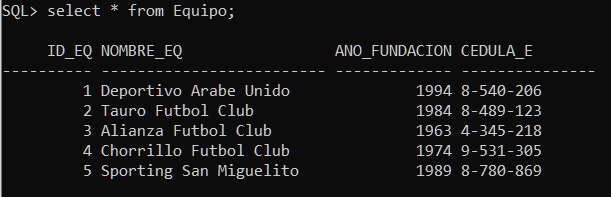 SQL> select * from Equipo;
ID_EQ NOMBRE_EQ ANO_FUNDACION CEDULA_E
---------- ------------------------- ------------- ---------------
1 Deportivo Arabe Unido 1994 8-540-206
2 Tauro Futbol Club 1984 8-489-123
3 Alianza Futbol Club 1963 4-345-218
4 Chorrillo Futbol Club 1974 9-531-305
5 Sporting San Miguelito 1989 8-780-869